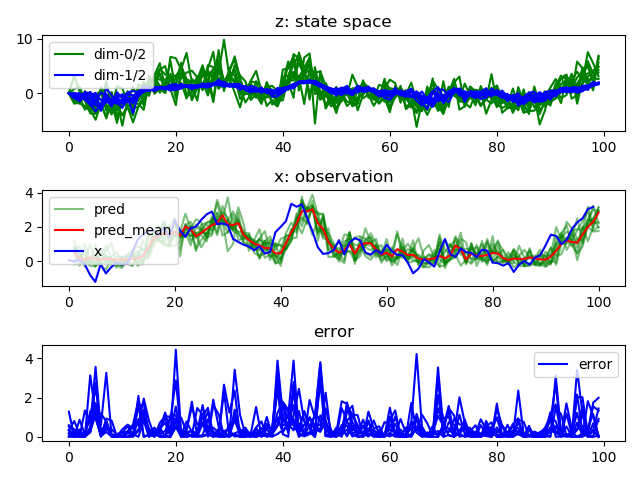 z: state space
10
0
dim-0/2
dim-1/2
0 20 40 60 80 100
x: observation
4
2
0
pred
pred_mean
x
0 20 40 60 80 100
error
4
2
0
error
0 20 40 60 80 100